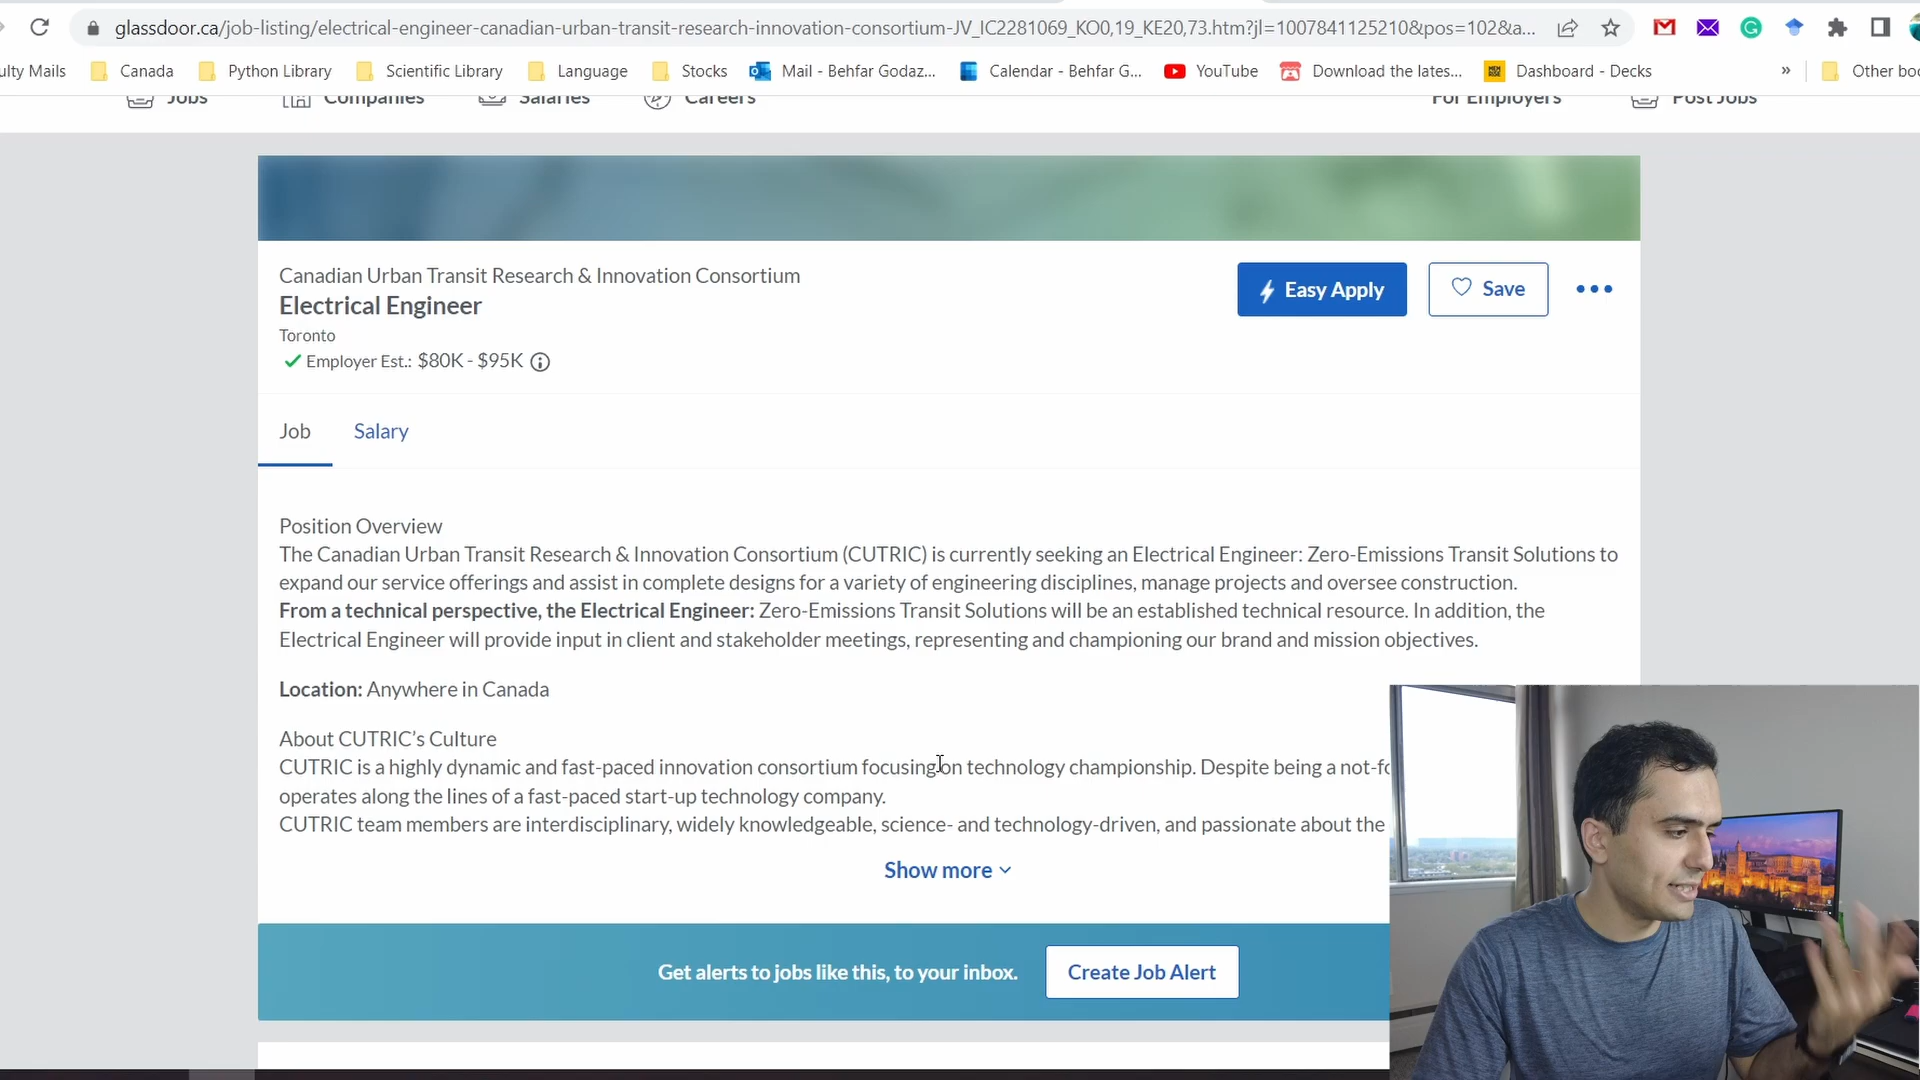 glassdoor.ca/job-listing/electrical-engineer-canadian-urban-transit-research-innovation-consortium-JV_IC2281069_KO0,19_KE20,73.htm?jl=1007841125210&pos=102&a...
ulty Mails Canada Python Library Scientific Library Language Stocks Mail - Behfar Godaz... Calendar - Behfar G... YouTube Download the lates... Dashboard - Decks » Other boo
Jobs Companies Salaries Careers For Employers Post Jobs
Canadian Urban Transit Research & Innovation Consortium
Electrical Engineer
Toronto
Employer Est.: $80K - $95K
Easy Apply
Save
Job Salary
Position Overview
The Canadian Urban Transit Research & Innovation Consortium (CUTRIC) is currently seeking an Electrical Engineer: Zero-Emissions Transit Solutions to
expand our service offerings and assist in complete designs for a variety of engineering disciplines, manage projects and oversee construction.
From a technical perspective, the Electrical Engineer: Zero-Emissions Transit Solutions will be an established technical resource. In addition, the
Electrical Engineer will provide input in client and stakeholder meetings, representing and championing our brand and mission objectives.
Location: Anywhere in Canada
About CUTRIC’s Culture
CUTRIC is a highly dynamic and fast-paced innovation consortium focusing on technology championship. Despite being a not-fo
operates along the lines of a fast-paced start-up technology company.
CUTRIC team members are interdisciplinary, widely knowledgeable, science- and technology-driven, and passionate about the
Show more
Get alerts to jobs like this, to your inbox.
Create Job Alert